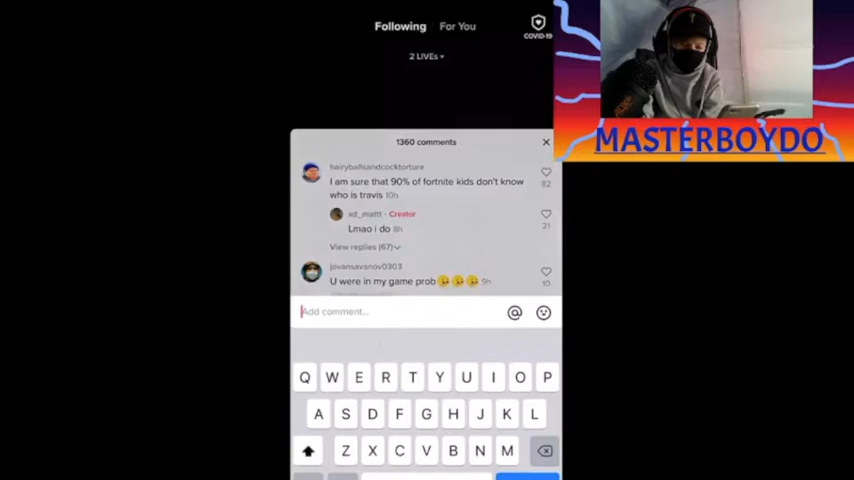 Following For You
COVID-19
2 LIVEs
1360 comments
hairyballsandcocktorture
I am sure that 90% of fortnite kids don't know
who is travis 10h
82
xd_mattt · Creator
Lmao i do 8h
21
View replies (67)
jovansavsnov0303
U were in my game prob 9h
10
Add comment...
Q W E R T Y U I O P
A S D F G H J K L
Z X C V B N M
MASTERBOYDO